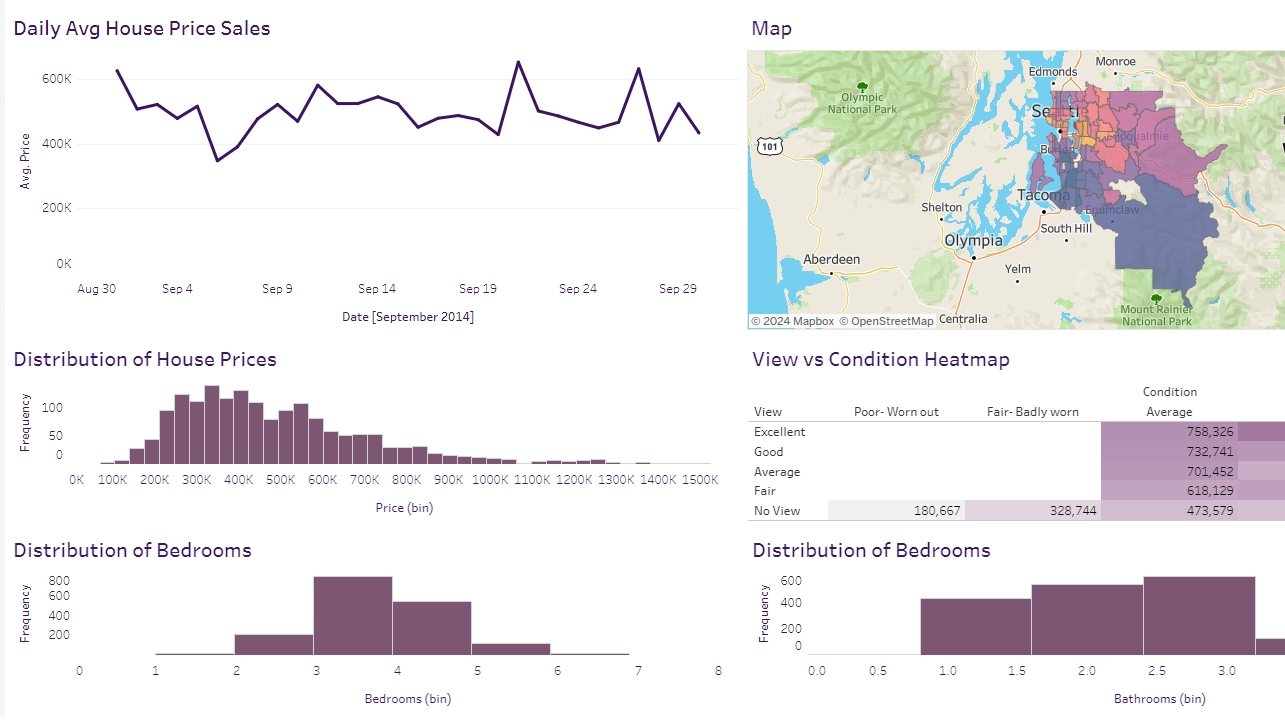 Daily Avg House Price Sales
600K
400K
200K
0K
Avg. Price
Aug 30 Sep 4 Sep 9 Sep 14 Sep 19 Sep 24 Sep 29
Date [September 2014]
Map
Monroe
Edmonds
Olympic
National Park
101
Tacoma
Enumclaw
Shelton
South Hill
Olympia
Aberdeen
Yelm
Mount Rainier
National Park
© 2024 Mapbox © OpenStreetMap
Centralia
Distribution of House Prices
100
50
0
Frequency
0K 100K 200K 300K 400K 500K 600K 700K 800K 900K 1000K 1100K 1200K 1300K 1400K 1500K
Price (bin)
View vs Condition Heatmap
Condition
View Poor- Worn out Fair- Badly worn Average
Excellent 758,326
Good 732,741
Average 701,452
Fair 618,129
No View 180,667 328,744 473,579
Distribution of Bedrooms
800
600
400
200
Frequency
0 1 2 3 4 5 6 7 8
Bedrooms (bin)
Distribution of Bedrooms
600
400
200
0
Frequency
0.0 0.5 1.0 1.5 2.0 2.5 3.0
Bathrooms (bin)